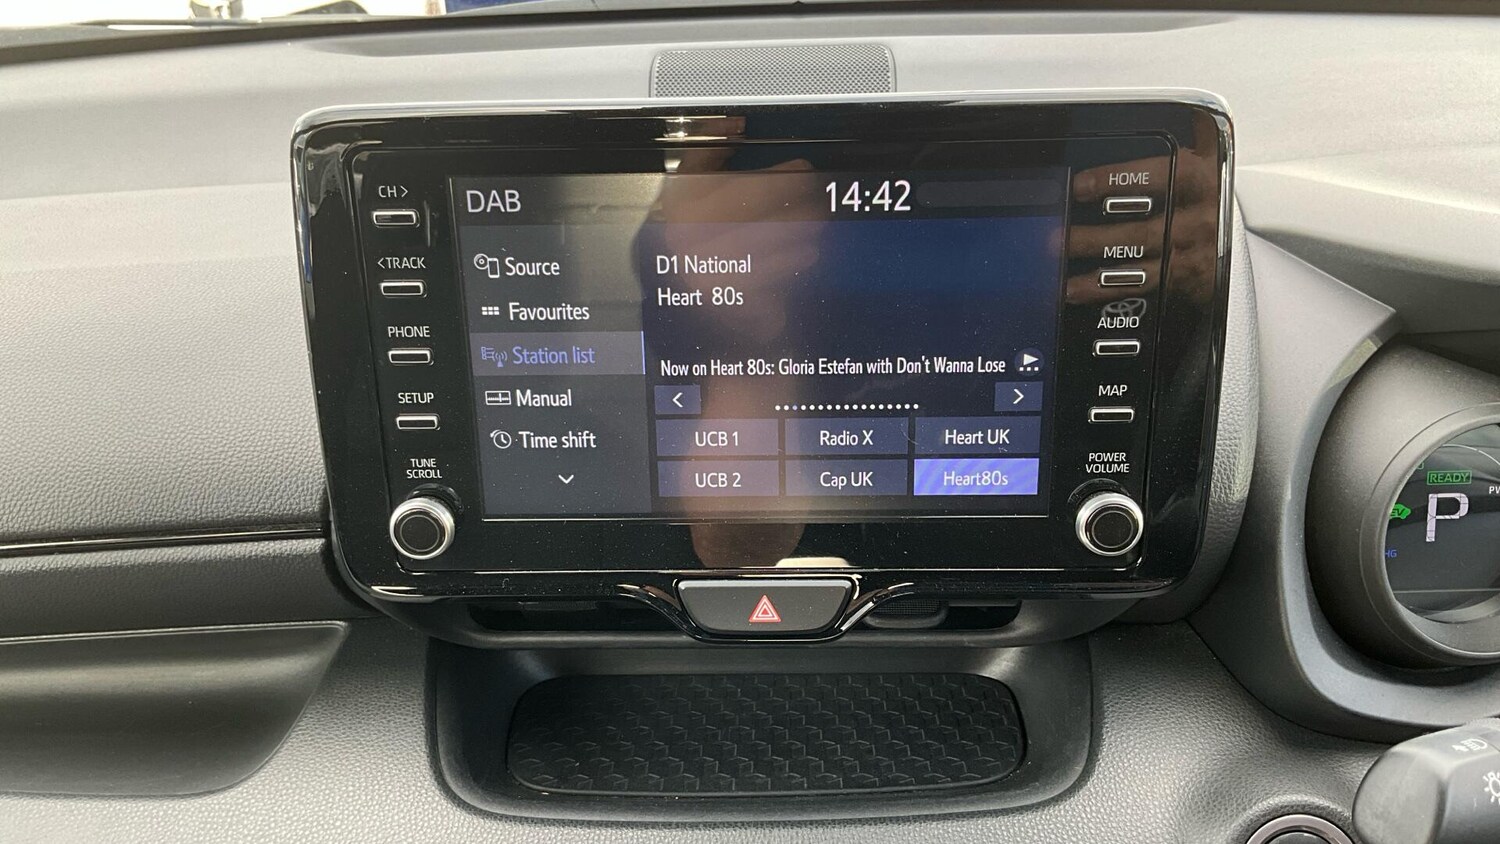 CH >
<TRACK
PHONE
SETUP
TUNE
SCROLL
DAB
14:42
Source
Favourites
Station list
Manual
Time shift
D1 National
Heart 80s
Now on Heart 80s: Gloria Estefan with Don't Wanna Lose
<
>
UCB 1
Radio X
Heart UK
UCB 2
Cap UK
Heart80s
HOME
MENU
AUDIO
MAP
POWER
VOLUME
READY
P
EV